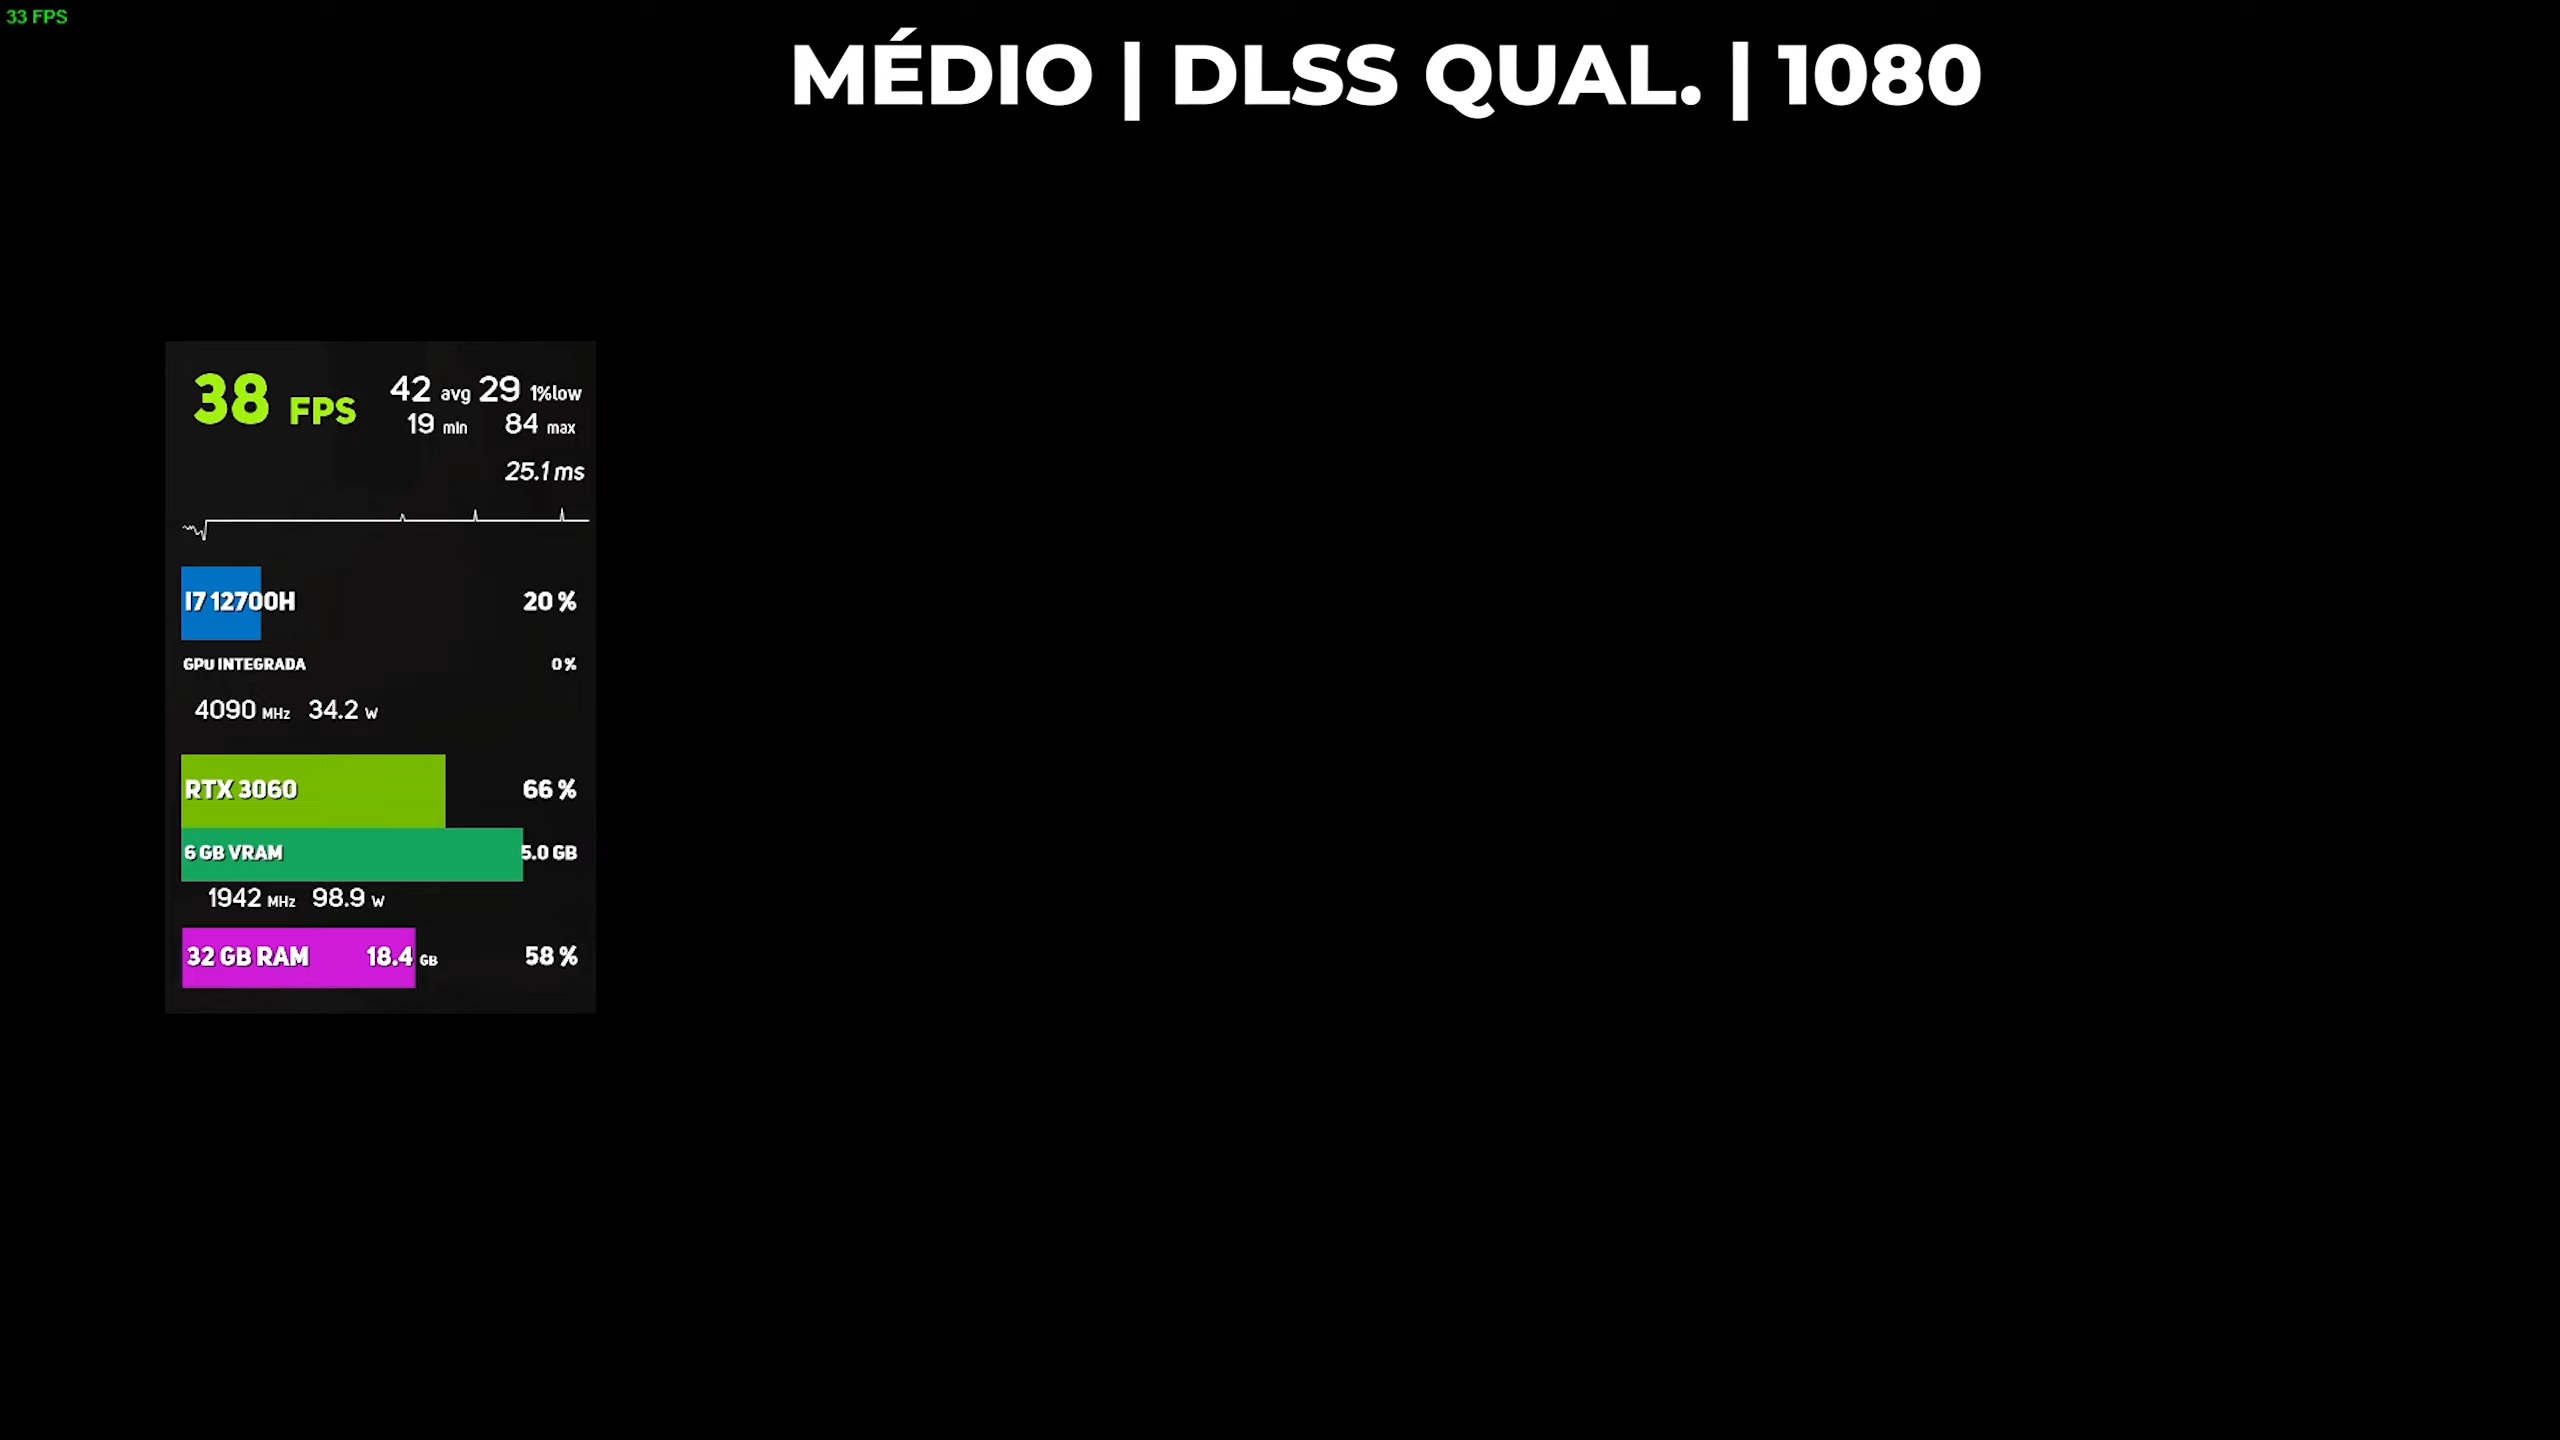 33 FPS
MÉDIO | DLSS QUAL. | 1080
38 FPS 42 avg 29 1%low
19 min 84 max
25.1 ms
I7 12700H 20 %
GPU INTEGRADA 0 %
4090 MHz 34.2 W
RTX 3060 66 %
6 GB VRAM 5.0 GB
1942 MHz 98.9 W
32 GB RAM 18.4 GB 58 %